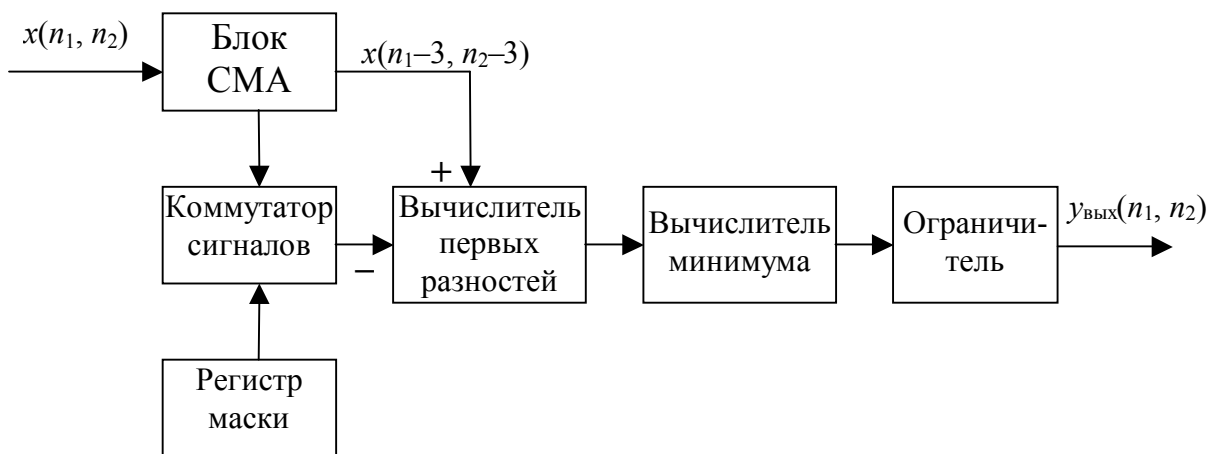 x(n₁, n₂)
Блок
СМА
x(n₁–3, n₂–3)
+
Коммутатор
сигналов
–
Вычислитель
первых
разностей
Вычислитель
минимума
Ограничи-
тель
yвых(n₁, n₂)
Регистр
маски